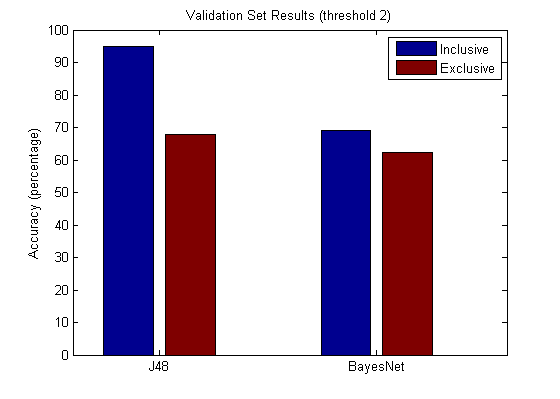 Validation Set Results (threshold 2)
Accuracy (percentage)
100
90
80
70
60
50
40
30
20
10
0
J48
BayesNet
Inclusive
Exclusive